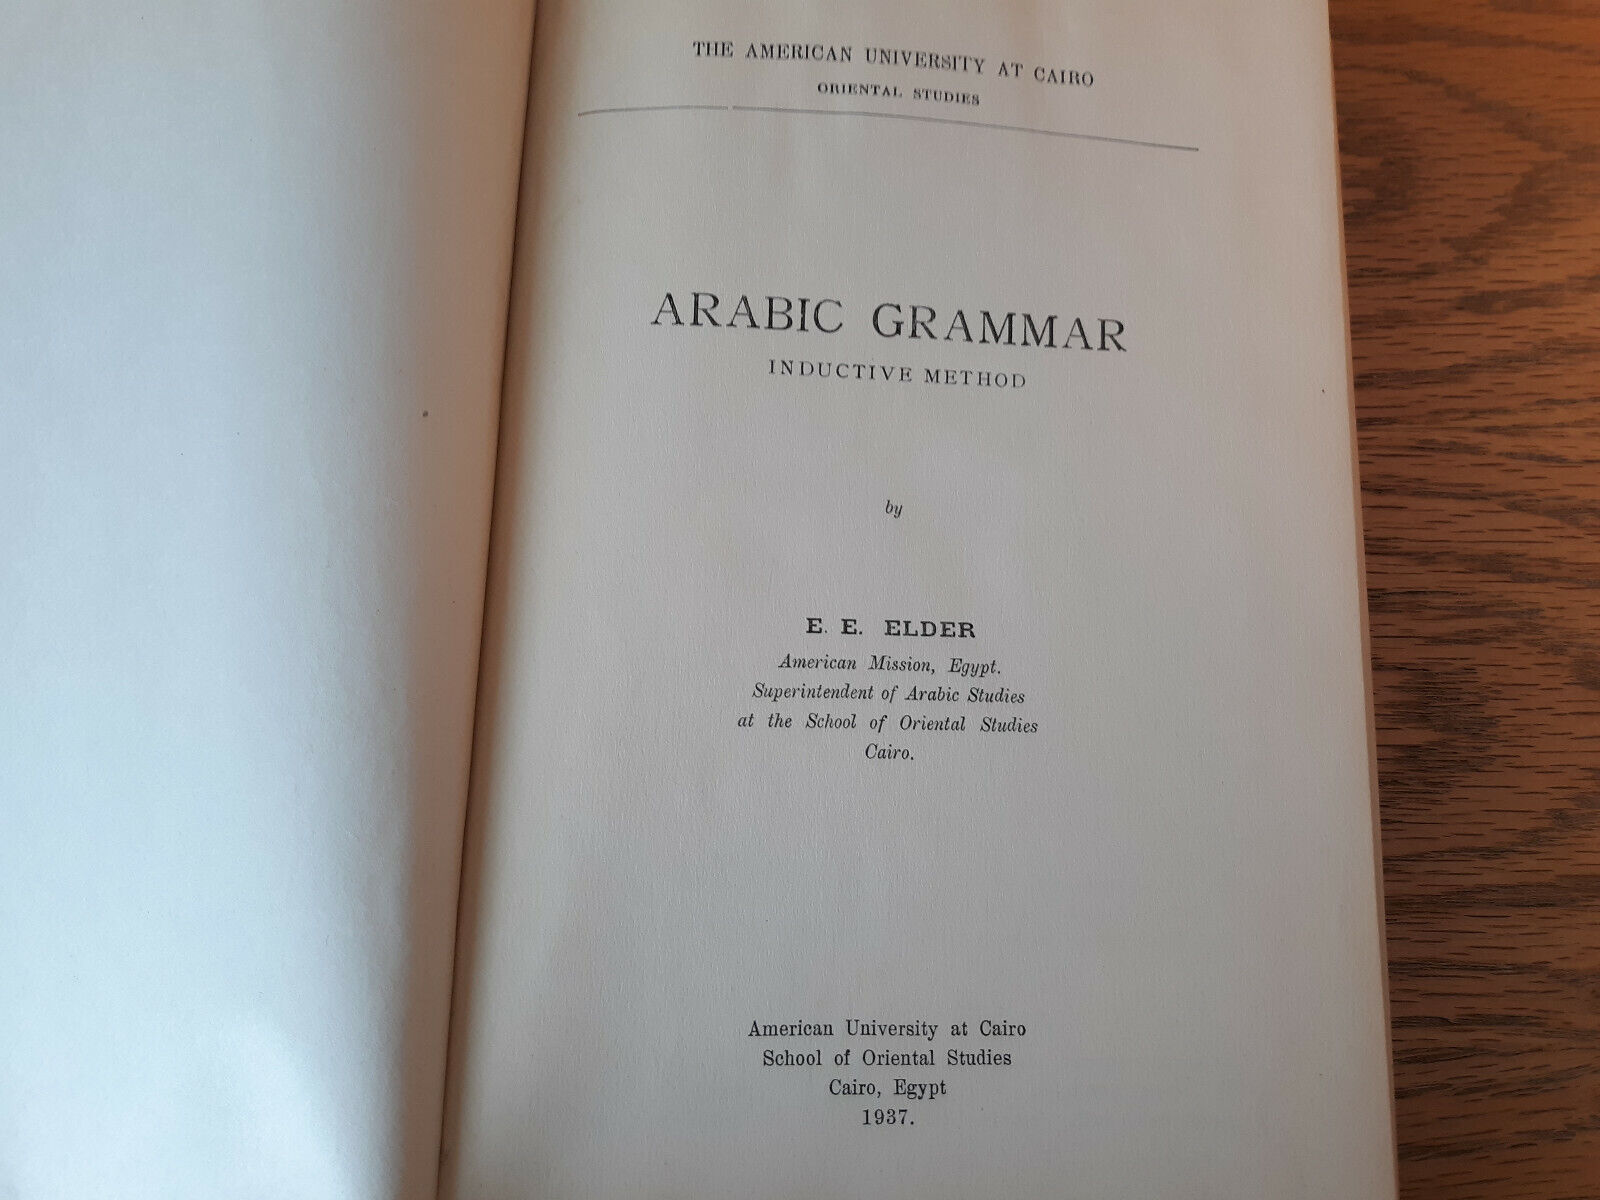 THE AMERICAN UNIVERSITY AT CAIRO
ORIENTAL STUDIES
ARABIC GRAMMAR
INDUCTIVE METHOD
by
E. E. ELDER
American Mission, Egypt.
Superintendent of Arabic Studies
at the School of Oriental Studies
Cairo.
American University at Cairo
School of Oriental Studies
Cairo, Egypt
1937.